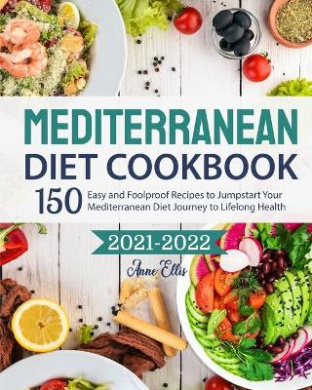 MEDITERRANEAN
DIET COOKBOOK
150 Easy and Foolproof Recipes to Jumpstart Your
Mediterranean Diet Journey to Lifelong Health
2021-2022
Anne Ellis